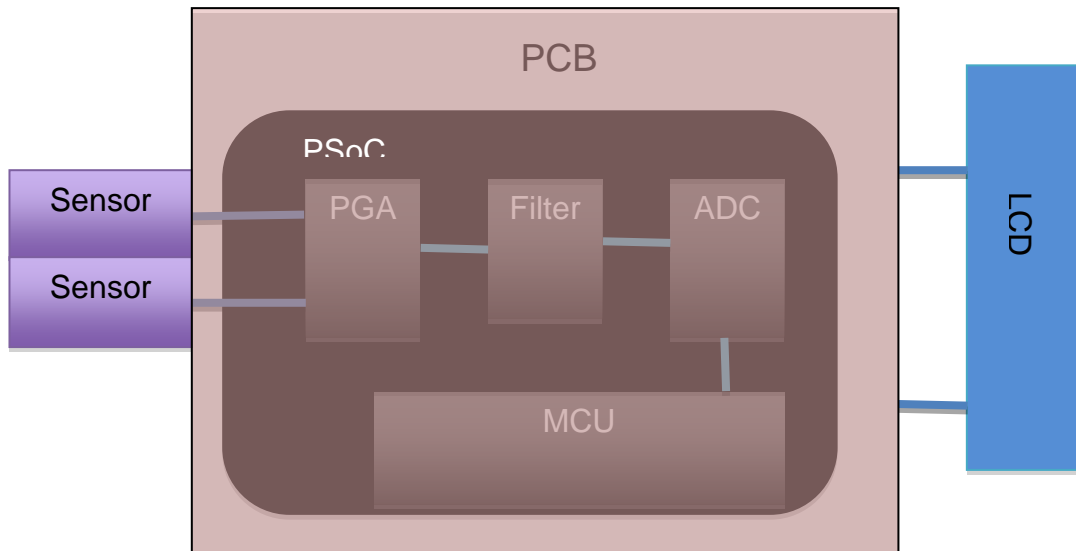 PCB
PSoC
Sensor
PGA
Filter
ADC
LCD
Sensor
MCU